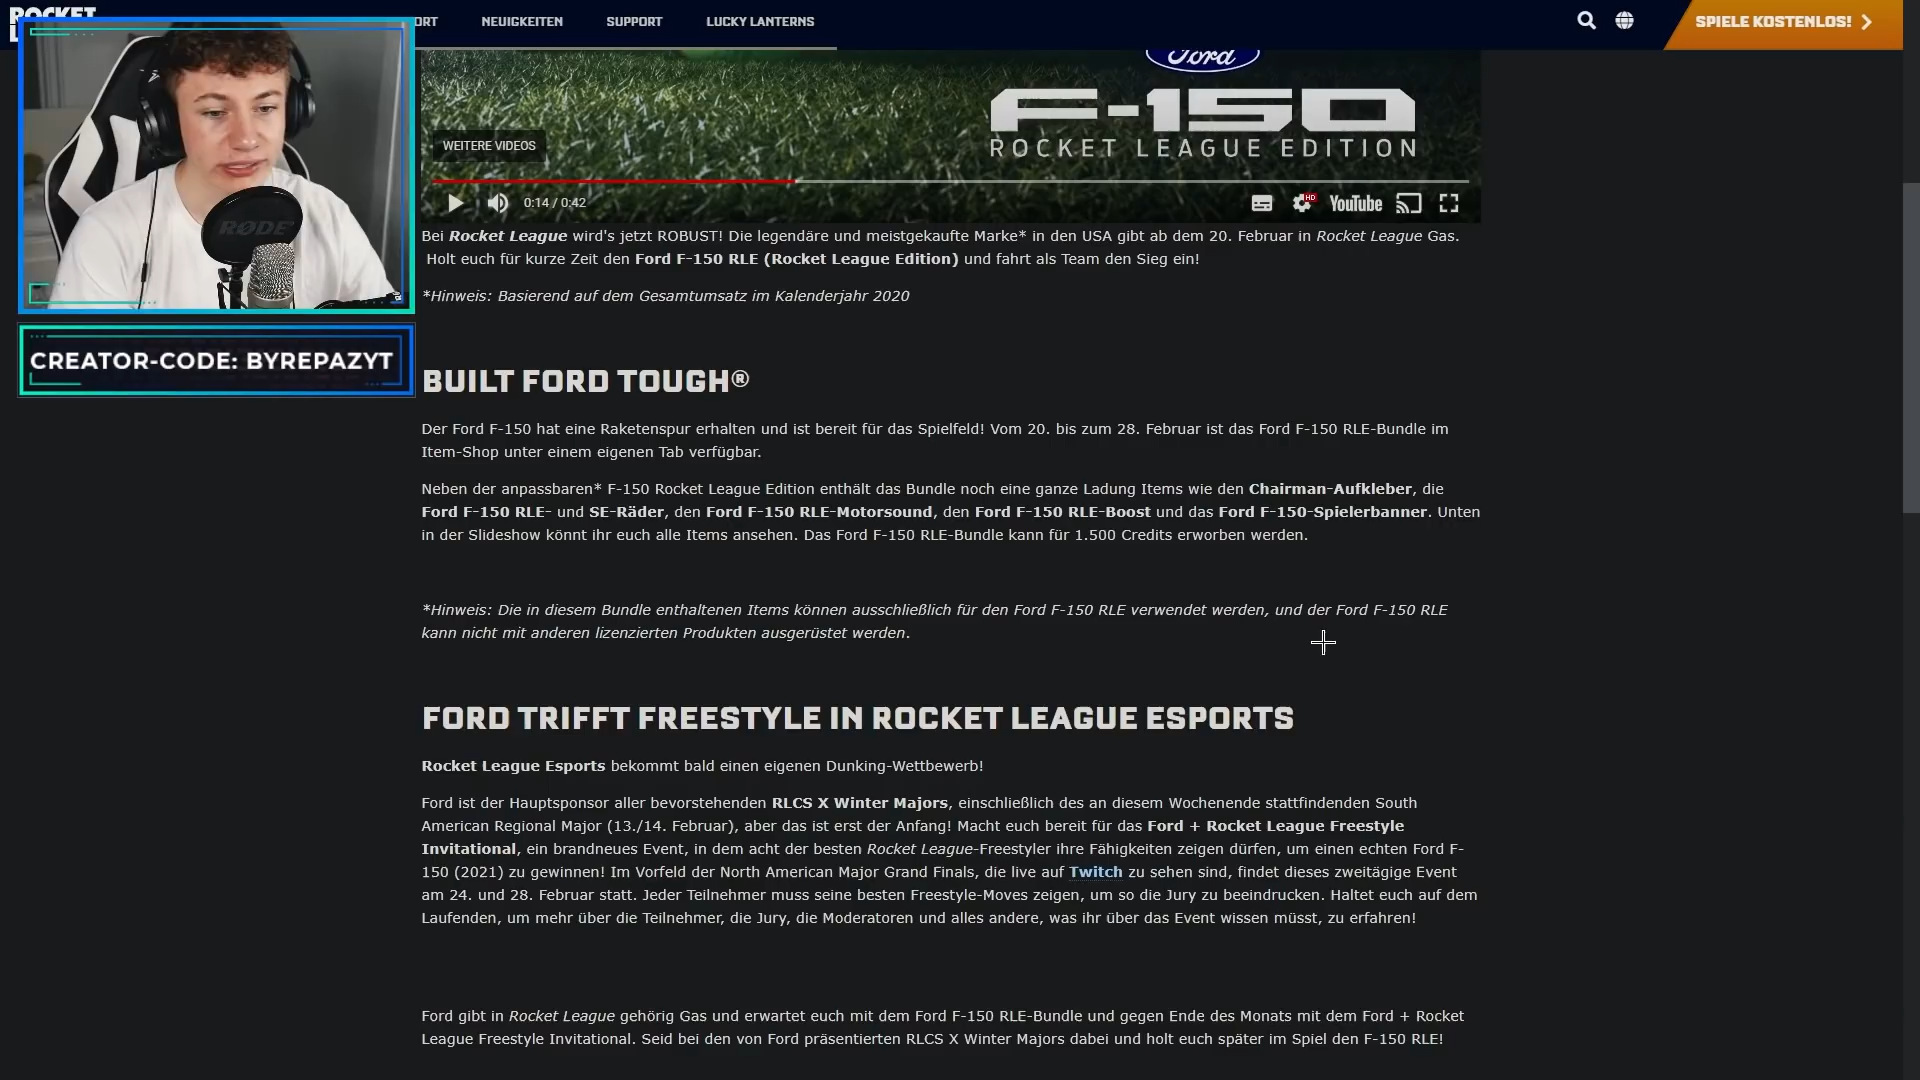 ROCKET
NEUIGKEITEN
SUPPORT
LUCKY LANTERNS
SPIELE KOSTENLOS!
Ford
F-150
ROCKET LEAGUE EDITION
WEITERE VIDEOS
0:14 / 0:42
HD
YouTube
RØDE
CREATOR-CODE: BYREPAZYT
Bei Rocket League wird's jetzt ROBUST! Die legendäre und meistgekaufte Marke* in den USA gibt ab dem 20. Februar in Rocket League Gas.
Holt euch für kurze Zeit den Ford F-150 RLE (Rocket League Edition) und fahrt als Team den Sieg ein!
*Hinweis: Basierend auf dem Gesamtumsatz im Kalenderjahr 2020
BUILT FORD TOUGH®
Der Ford F-150 hat eine Raketenspur erhalten und ist bereit für das Spielfeld! Vom 20. bis zum 28. Februar ist das Ford F-150 RLE-Bundle im
Item-Shop unter einem eigenen Tab verfügbar.
Neben der anpassbaren* F-150 Rocket League Edition enthält das Bundle noch eine ganze Ladung Items wie den Chairman-Aufkleber, die
Ford F-150 RLE- und SE-Räder, den Ford F-150 RLE-Motorsound, den Ford F-150 RLE-Boost und das Ford F-150-Spielerbanner. Unten
in der Slideshow könnt ihr euch alle Items ansehen. Das Ford F-150 RLE-Bundle kann für 1.500 Credits erworben werden.
*Hinweis: Die in diesem Bundle enthaltenen Items können ausschließlich für den Ford F-150 RLE verwendet werden, und der Ford F-150 RLE
kann nicht mit anderen lizenzierten Produkten ausgerüstet werden.
FORD TRIFFT FREESTYLE IN ROCKET LEAGUE ESPORTS
Rocket League Esports bekommt bald einen eigenen Dunking-Wettbewerb!
Ford ist der Hauptsponsor aller bevorstehenden RLCS X Winter Majors, einschließlich des an diesem Wochenende stattfindenden South
American Regional Major (13./14. Februar), aber das ist erst der Anfang! Macht euch bereit für das Ford + Rocket League Freestyle
Invitational, ein brandneues Event, in dem acht der besten Rocket League-Freestyler ihre Fähigkeiten zeigen dürfen, um einen echten Ford F-
150 (2021) zu gewinnen! Im Vorfeld der North American Major Grand Finals, die live auf Twitch zu sehen sind, findet dieses zweitägige Event
am 24. und 28. Februar statt. Jeder Teilnehmer muss seine besten Freestyle-Moves zeigen, um so die Jury zu beeindrucken. Haltet euch auf dem
Laufenden, um mehr über die Teilnehmer, die Jury, die Moderatoren und alles andere, was ihr über das Event wissen müsst, zu erfahren!
Ford gibt in Rocket League gehörig Gas und erwartet euch mit dem Ford F-150 RLE-Bundle und gegen Ende des Monats mit dem Ford + Rocket
League Freestyle Invitational. Seid bei den von Ford präsentierten RLCS X Winter Majors dabei und holt euch später im Spiel den F-150 RLE!